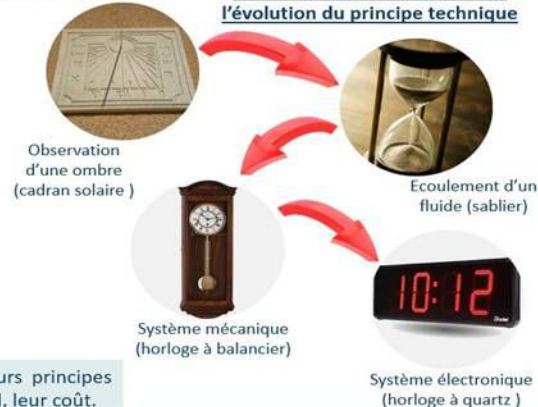 l'évolution du principe technique
Observation
d'une ombre
(cadran solaire )
Ecoulement d'un
fluide (sablier)
Système mécanique
(horloge à balancier)
10:12
Système électronique
(horloge à quartz )
urs principes
, leur coût.